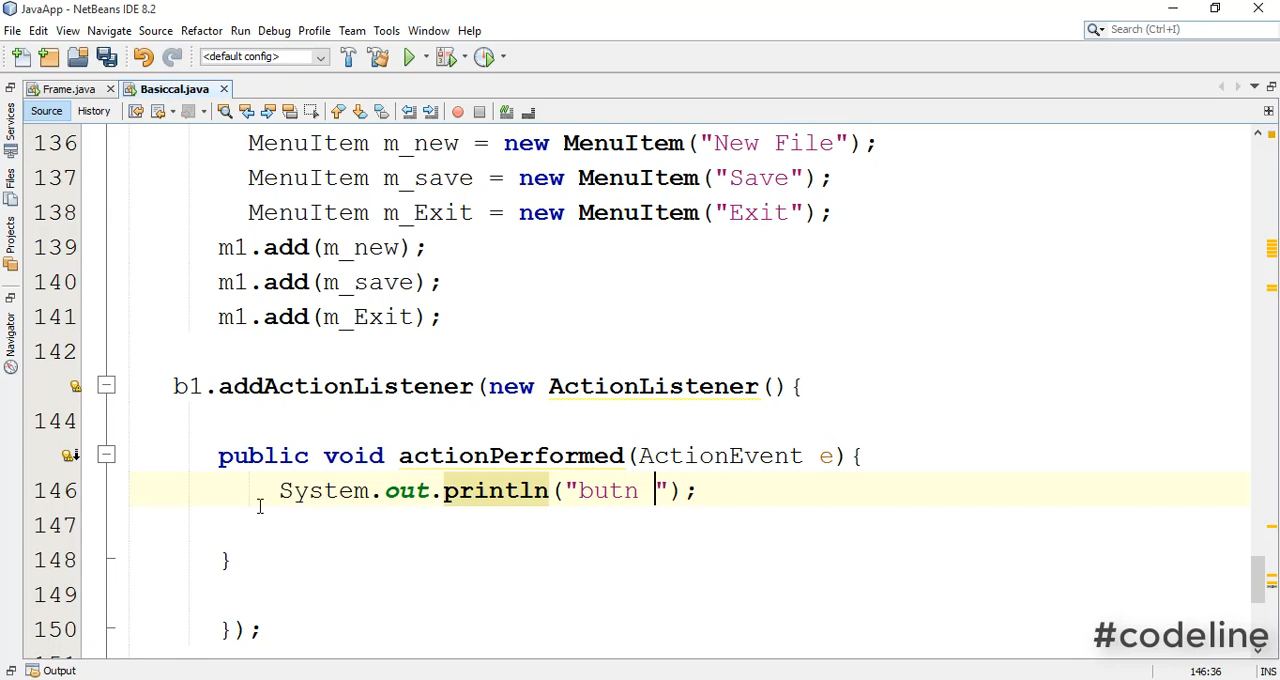 JavaApp - NetBeans IDE 8.2
File Edit View Navigate Source Refactor Run Debug Profile Team Tools Window Help
Search (Ctrl+I)
<default config>
Frame.java
Basiccal.java
Source History
Services
Files
Projects
Navigator
136 MenuItem m_new = new MenuItem("New File");
137 MenuItem m_save = new MenuItem("Save");
138 MenuItem m_Exit = new MenuItem("Exit");
139 m1.add(m_new);
140 m1.add(m_save);
141 m1.add(m_Exit);
142
b1.addActionListener(new ActionListener(){
144
public void actionPerformed(ActionEvent e){
146 System.out.println("butn ");
147
148 }
149
150 });
#codeline
Output
146:36
INS